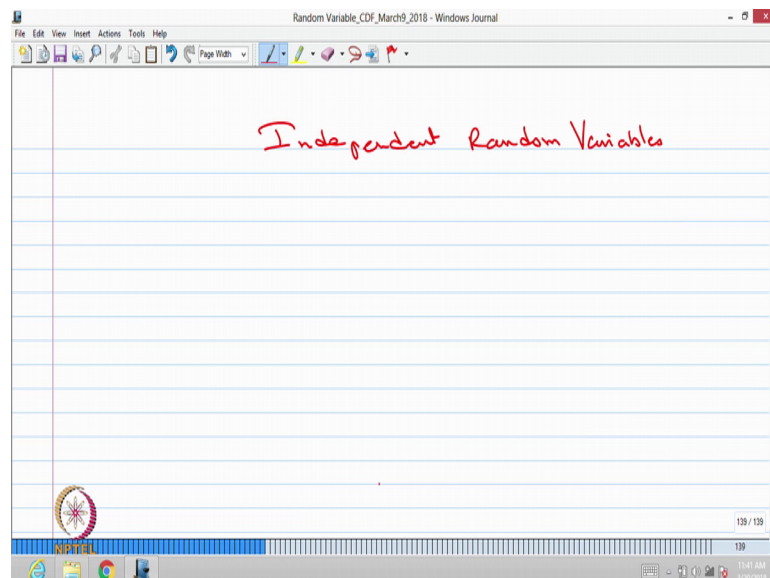 Random Variable_CDF_March9_2018 - Windows Journal
File Edit View Insert Actions Tools Help
Page Width
Independent Random Variables
139 / 139
139
NPTEL
11:41 AM